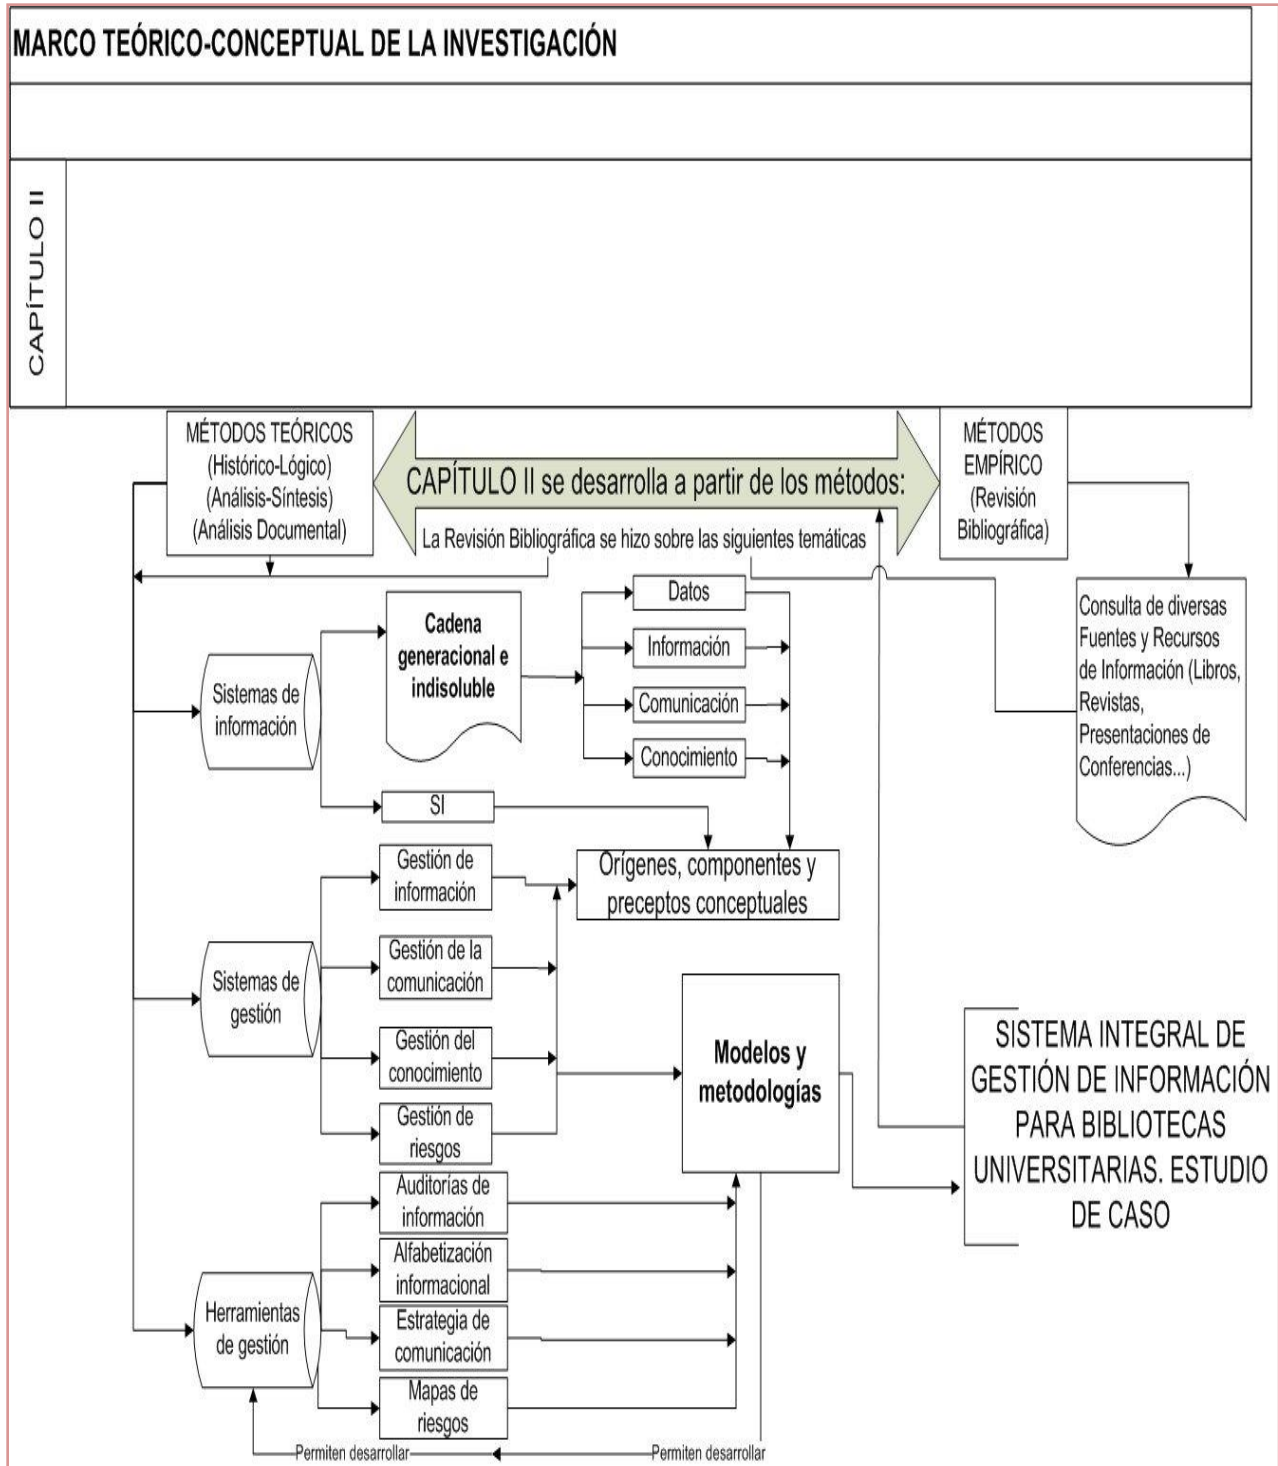 MARCO TEÓRICO-CONCEPTUAL DE LA INVESTIGACIÓN
CAPÍTULO II
MÉTODOS TEÓRICOS
(Histórico-Lógico)
(Análisis-Síntesis)
(Análisis Documental)
CAPÍTULO II se desarrolla a partir de los métodos:
MÉTODOS
EMPÍRICO
(Revisión
Bibliográfica)
La Revisión Bibliográfica se hizo sobre las siguientes temáticas
Consulta de diversas
Fuentes y Recursos
de Información (Libros,
Revistas,
Presentaciones de
Conferencias...)
Sistemas de
información
Cadena
generacional e
indisoluble
Datos
Información
Comunicación
Conocimiento
SI
Orígenes, componentes y
preceptos conceptuales
Sistemas de
gestión
Gestión de
información
Gestión de la
comunicación
Gestión del
conocimiento
Gestión de
riesgos
Modelos y
metodologías
SISTEMA INTEGRAL DE
GESTIÓN DE INFORMACIÓN
PARA BIBLIOTECAS
UNIVERSITARIAS. ESTUDIO
DE CASO
Herramientas
de gestión
Auditorías de
información
Alfabetización
informacional
Estrategia de
comunicación
Mapas de
riesgos
Permiten desarrollar
Permiten desarrollar